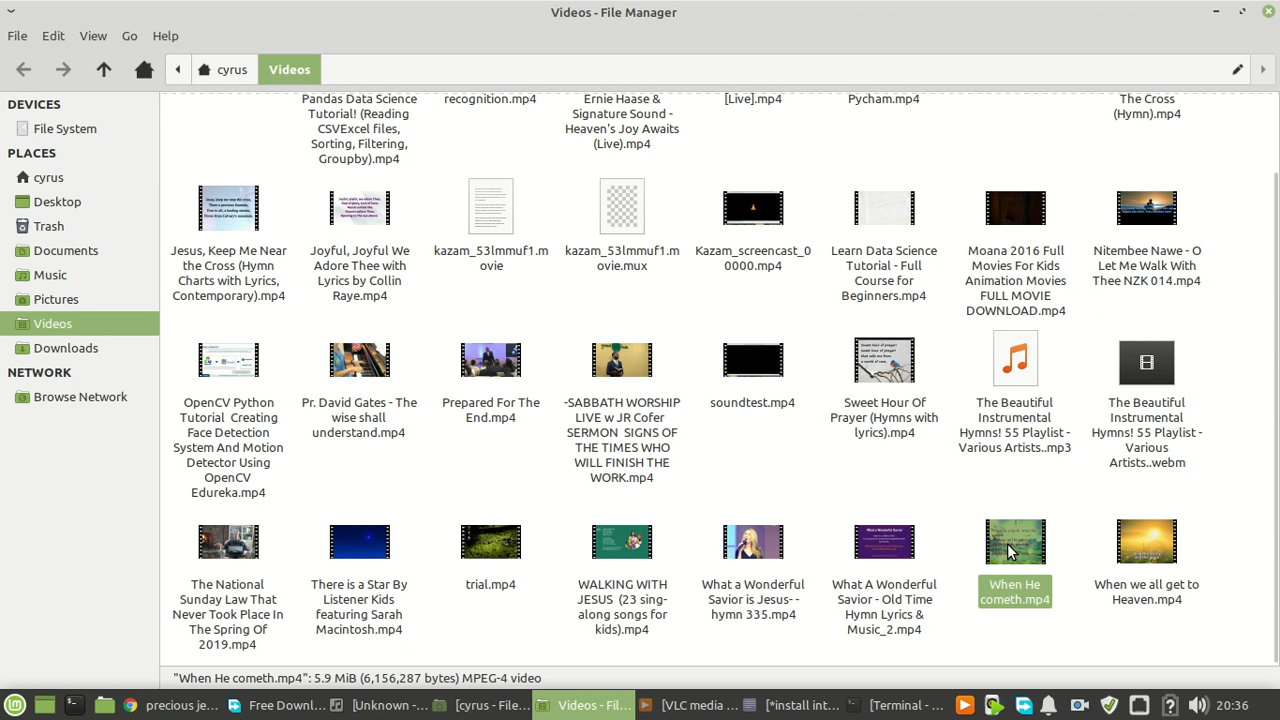 Videos - File Manager
File Edit View Go Help
cyrus Videos
DEVICES
File System
PLACES
cyrus
Desktop
Trash
Documents
Music
Pictures
Videos
Downloads
NETWORK
Browse Network
Pandas Data Science
Tutorial! (Reading
CSVExcel files,
Sorting, Filtering,
Groupby).mp4
recognition.mp4
Ernie Haase &
Signature Sound -
Heaven's Joy Awaits
(Live).mp4
[Live].mp4
Pycham.mp4
The Cross
(Hymn).mp4
Jesus, Keep Me Near
the Cross (Hymn
Charts with Lyrics,
Contemporary).mp4
Joyful, Joyful We
Adore Thee with
Lyrics by Collin
Raye.mp4
kazam_53lmmuf1.m
ovie
kazam_53lmmuf1.m
ovie.mux
Kazam_screencast_0
0000.mp4
Learn Data Science
Tutorial - Full
Course for
Beginners.mp4
Moana 2016 Full
Movies For Kids
Animation Movies
FULL MOVIE
DOWNLOAD.mp4
Nitembee Nawe - O
Let Me Walk With
Thee NZK 014.mp4
OpenCV Python
Tutorial Creating
Face Detection
System And Motion
Detector Using
OpenCV
Edureka.mp4
Pr. David Gates - The
wise shall
understand.mp4
Prepared For The
End.mp4
-SABBATH WORSHIP
LIVE w JR Cofer
SERMON SIGNS OF
THE TIMES WHO
WILL FINISH THE
WORK.mp4
soundtest.mp4
Sweet Hour Of
Prayer (Hymns with
lyrics).mp4
The Beautiful
Instrumental
Hymns! 55 Playlist -
Various Artists..mp3
The Beautiful
Instrumental
Hymns! 55 Playlist -
Various
Artists..webm
The National
Sunday Law That
Never Took Place In
The Spring Of
2019.mp4
There is a Star By
Listener Kids
featuring Sarah
Macintosh.mp4
trial.mp4
WALKING WITH
JESUS (23 sing-
along songs for
kids).mp4
What a Wonderful
Savior is Jesus--
hymn 335.mp4
What A Wonderful
Savior - Old Time
Hymn Lyrics &
Music_2.mp4
When He
cometh.mp4
When we all get to
Heaven.mp4
"When He cometh.mp4": 5.9 MiB (6,156,287 bytes) MPEG-4 video
precious je... Free Downl... [Unknown -... [cyrus - File... Videos - Fil... [VLC media ... [*install int... [Terminal - ... 20:36